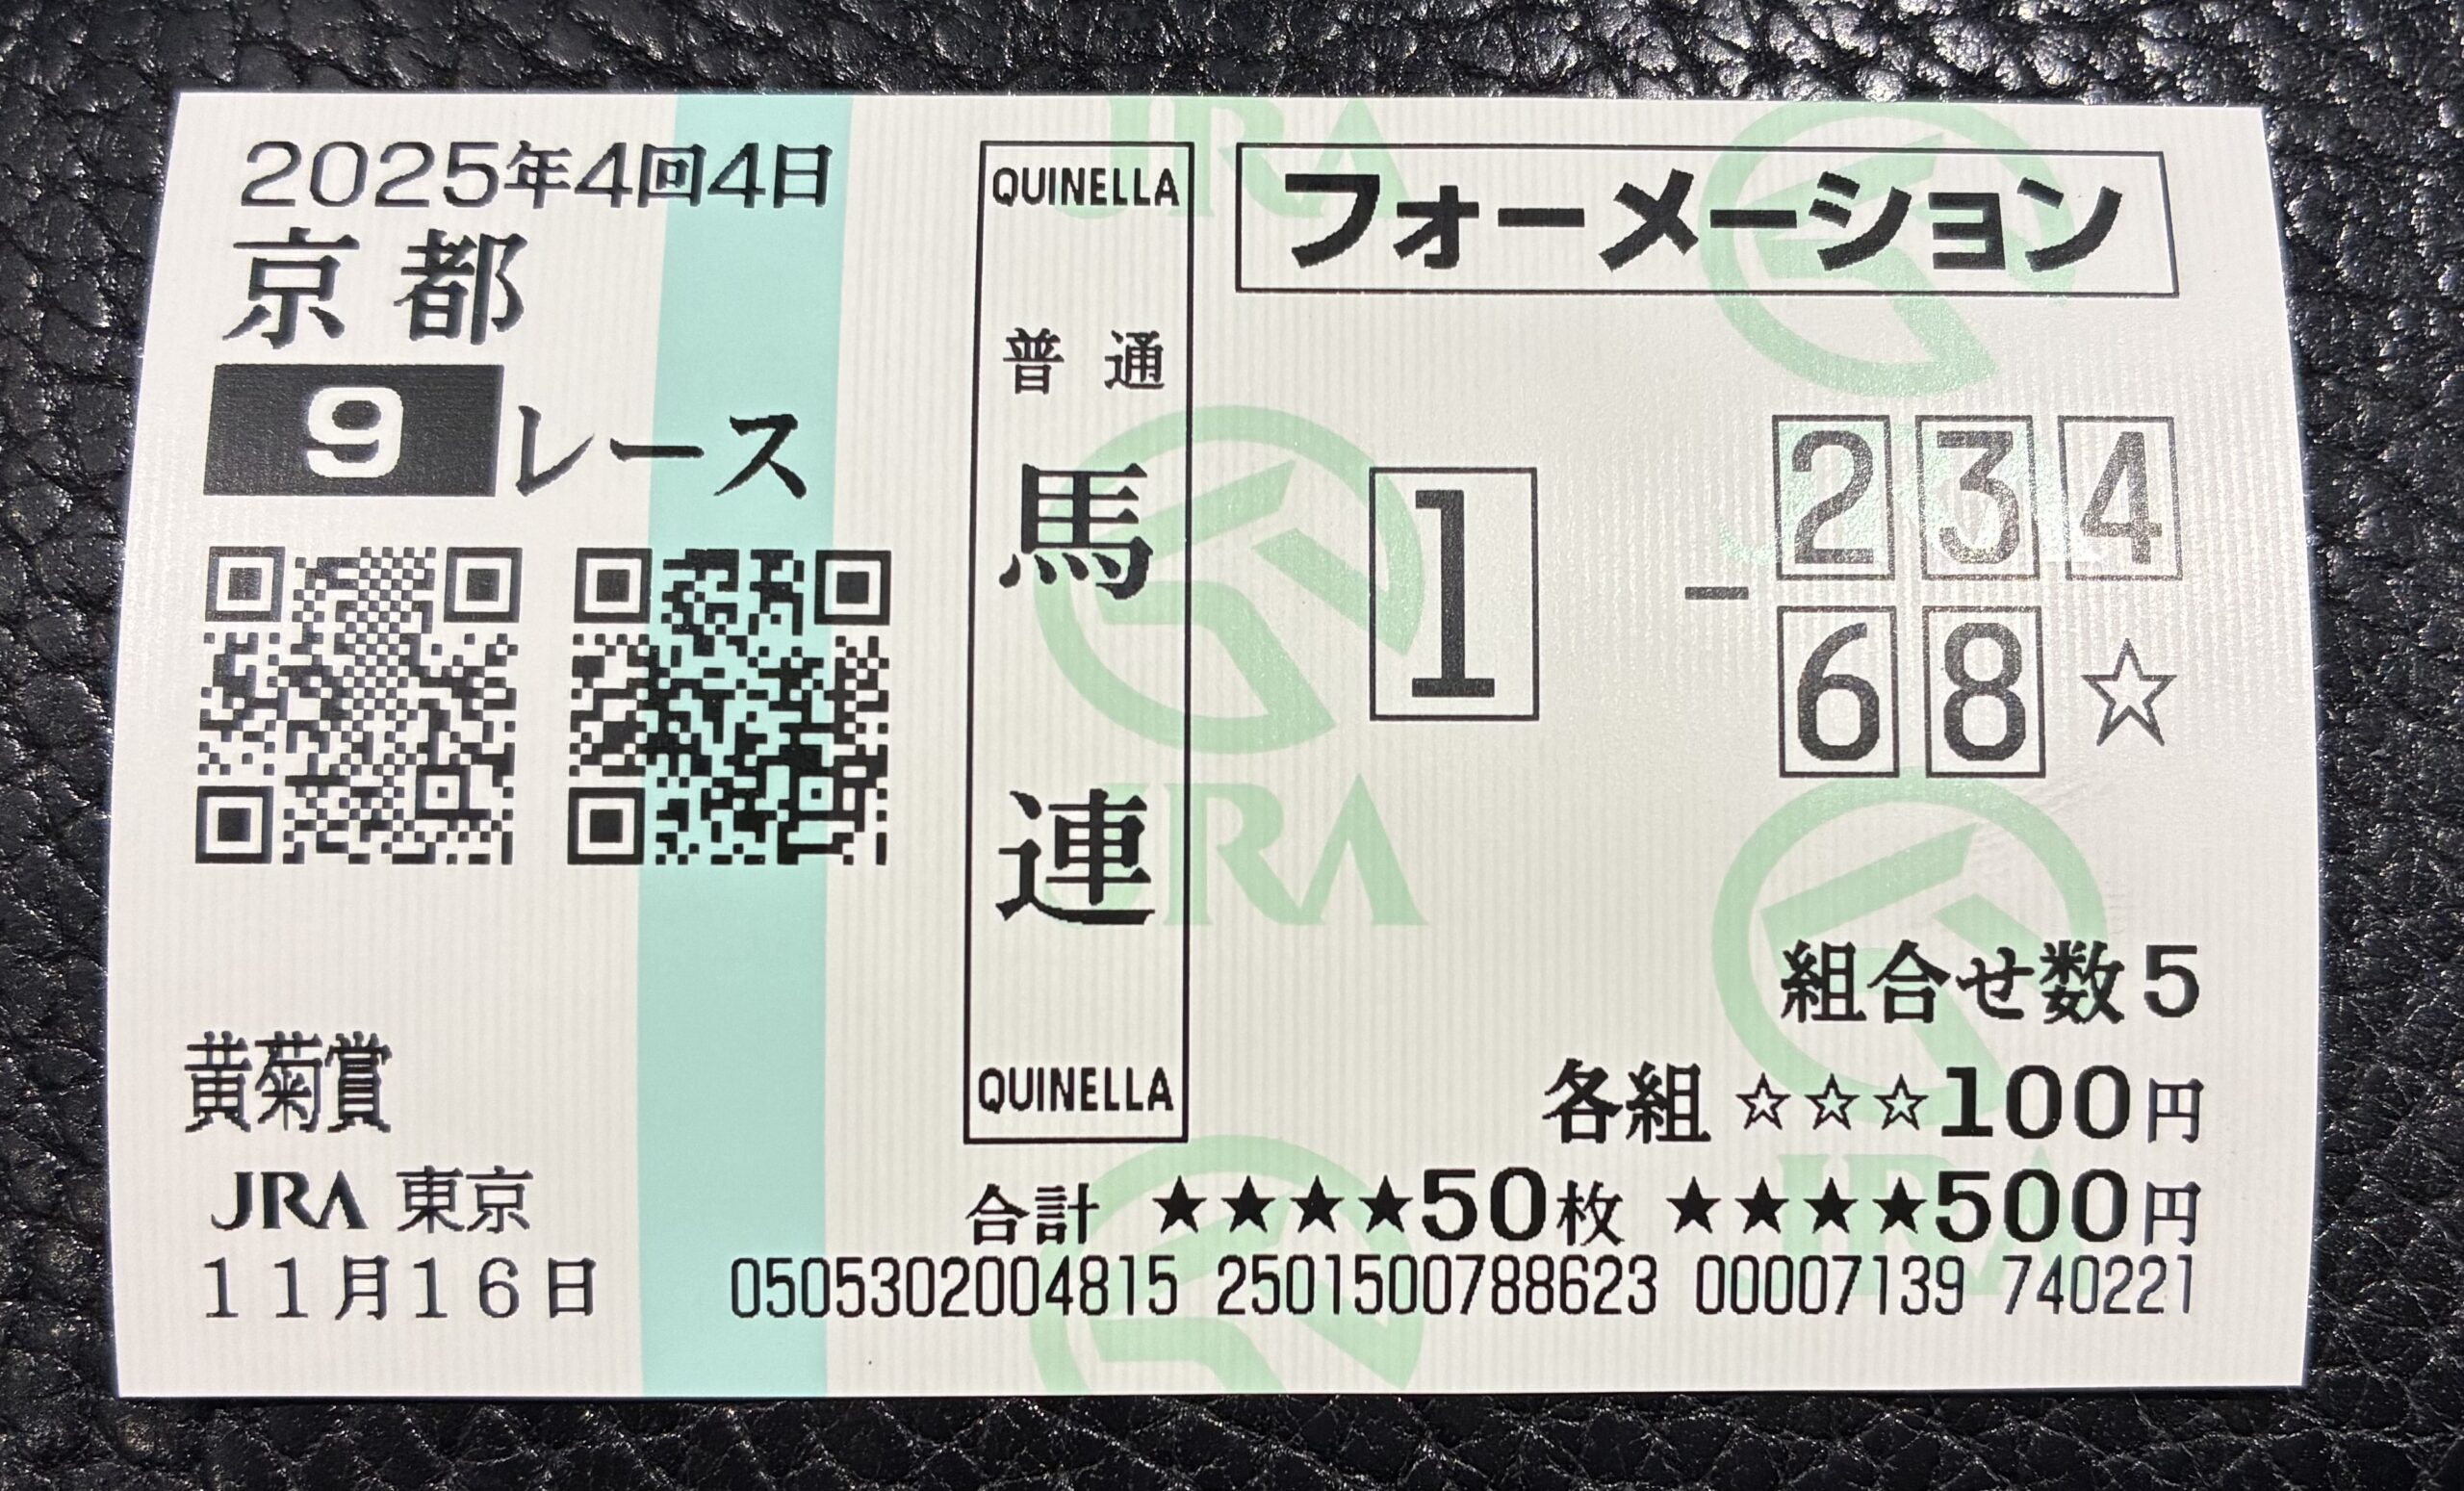 2025年4回4日
京都
9レース
黄菊賞
JRA 東京
11月16日
QUINELLA
普通
馬連
QUINELLA
フォーメーション
1 - 2 3 4
6 8 ☆
組合せ数5
各組 ☆☆☆100円
合計 ★★★★50枚 ★★★★500円
0505302004815 2501500788623 00007139 740221
JRA
JRA
JRA